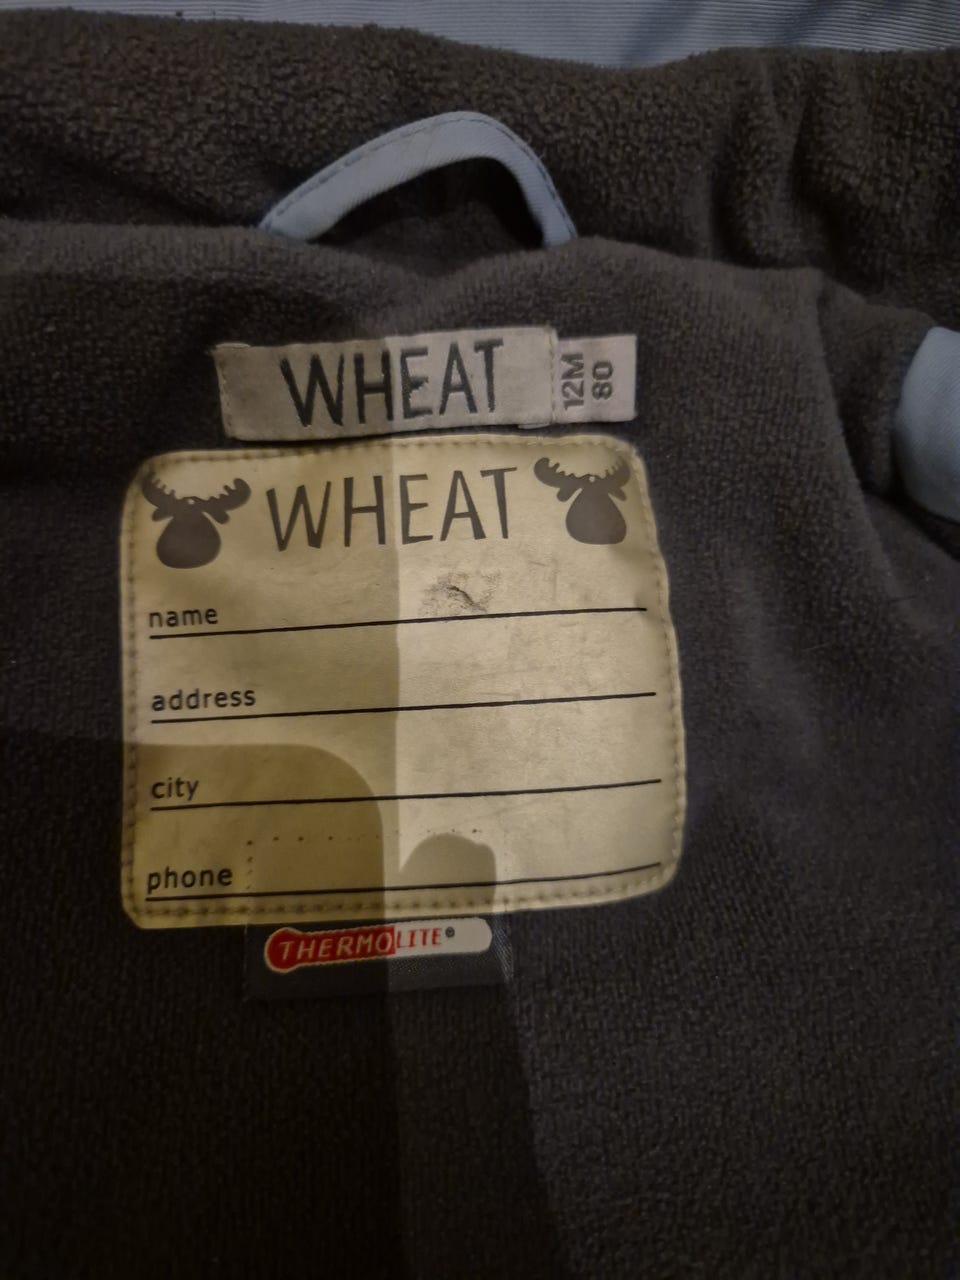 WHEAT
12M
80
WHEAT
name
address
city
phone
THERMOLITE®